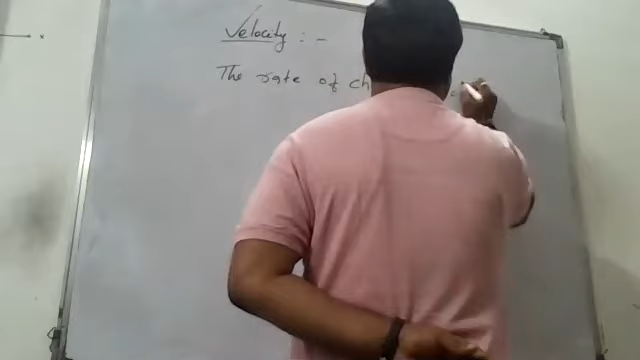 Velocity : -
The rate of ch